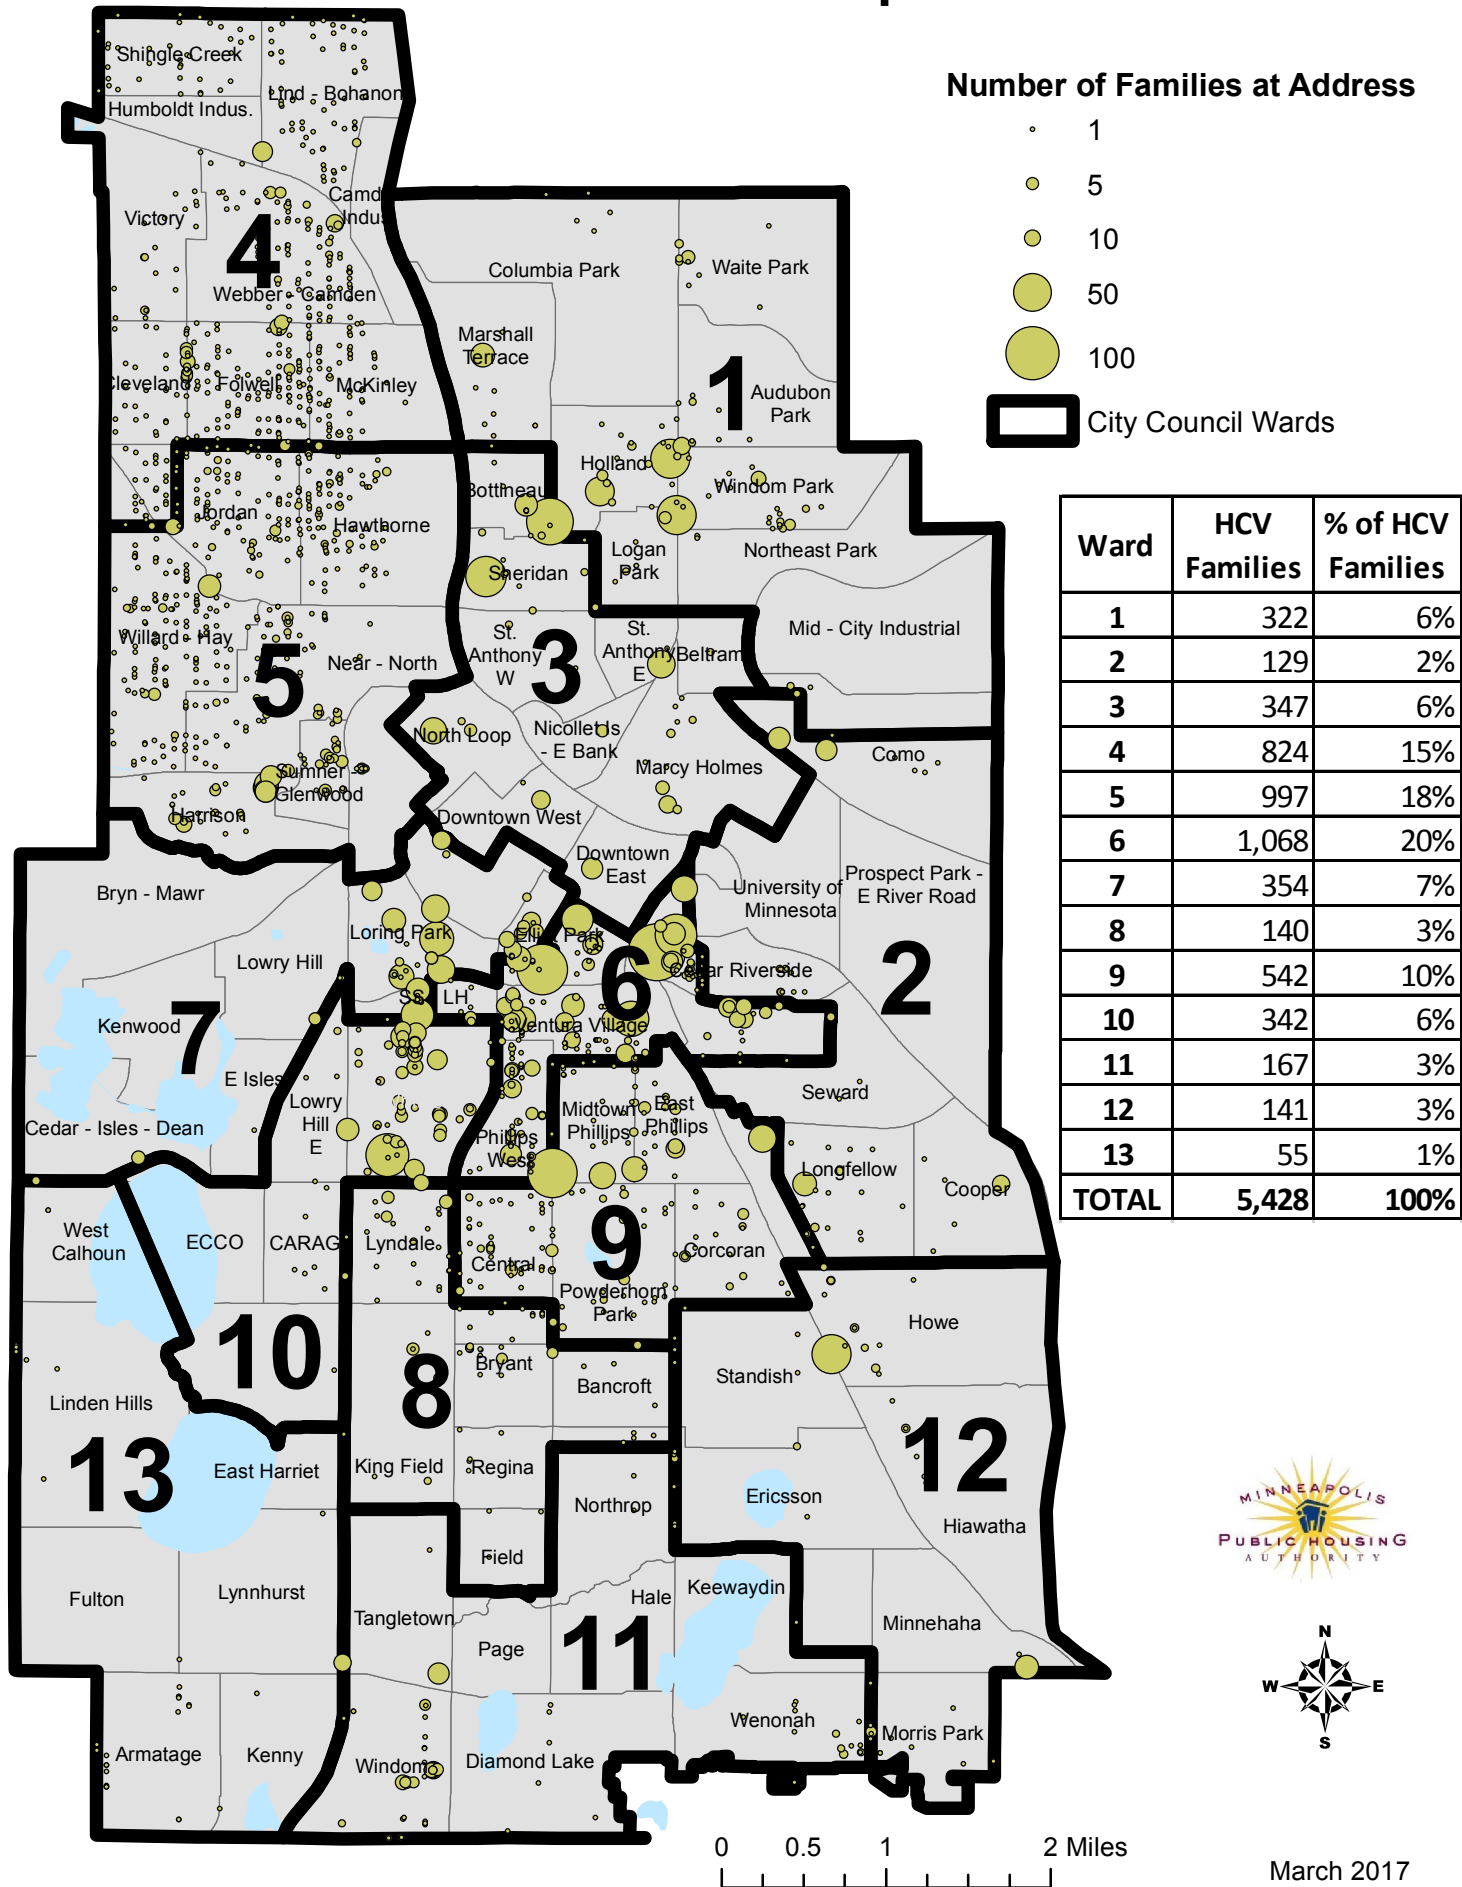 Number of Families at Address
1
5
10
50
100
City Council Wards
Ward HCV Families % of HCV Families
1 322 6%
2 129 2%
3 347 6%
4 824 15%
5 997 18%
6 1,068 20%
7 354 7%
8 140 3%
9 542 10%
10 342 6%
11 167 3%
12 141 3%
13 55 1%
TOTAL 5,428 100%
Shingle Creek
Lind - Bohanon
Humboldt Indus.
Camd
Indus
Victory
4
Webber - Camden
Cleveland
Folwell
McKinley
Columbia Park
Waite Park
Marshall
Terrace
1
Audubon
Park
Holland
Bottineau
Windom Park
Jordan
Hawthorne
Logan
Park
Northeast Park
Sheridan
Willard - Hay
5
Near - North
St.
Anthony
W
3
St.
Anthony
E
Beltram
Mid - City Industrial
North Loop
Nicollet Is
- E Bank
Marcy Holmes
Como
Sumner -
Glenwood
Harrison
Downtown West
Downtown
East
Bryn - Mawr
University of
Minnesota
Prospect Park -
E River Road
Loring Park
Elliot Park
Lowry Hill
6
Cedar Riverside
2
SS
LH
Ventura Village
7
Kenwood
E Isles
Lowry
Hill
E
Midtown
Phillips
East
Phillips
Seward
Cedar - Isles - Dean
Phillips
West
Longfellow
Cooper
West
Calhoun
ECCO
CARAG
Lyndale
Central
9
Corcoran
Powderhorn
Park
10
Howe
8
Bryant
Bancroft
Standish
Linden Hills
13
12
East Harriet
King Field
Regina
Northrop
Ericsson
Hiawatha
Field
Fulton
Lynnhurst
Tangletown
Hale
Keewaydin
Page
11
Minnehaha
Wenonah
Morris Park
Armatage
Kenny
Windom
Diamond Lake
MINNEAPOLIS
PUBLIC HOUSING
AUTHORITY
N
W E
S
0 0.5 1 2 Miles
March 2017